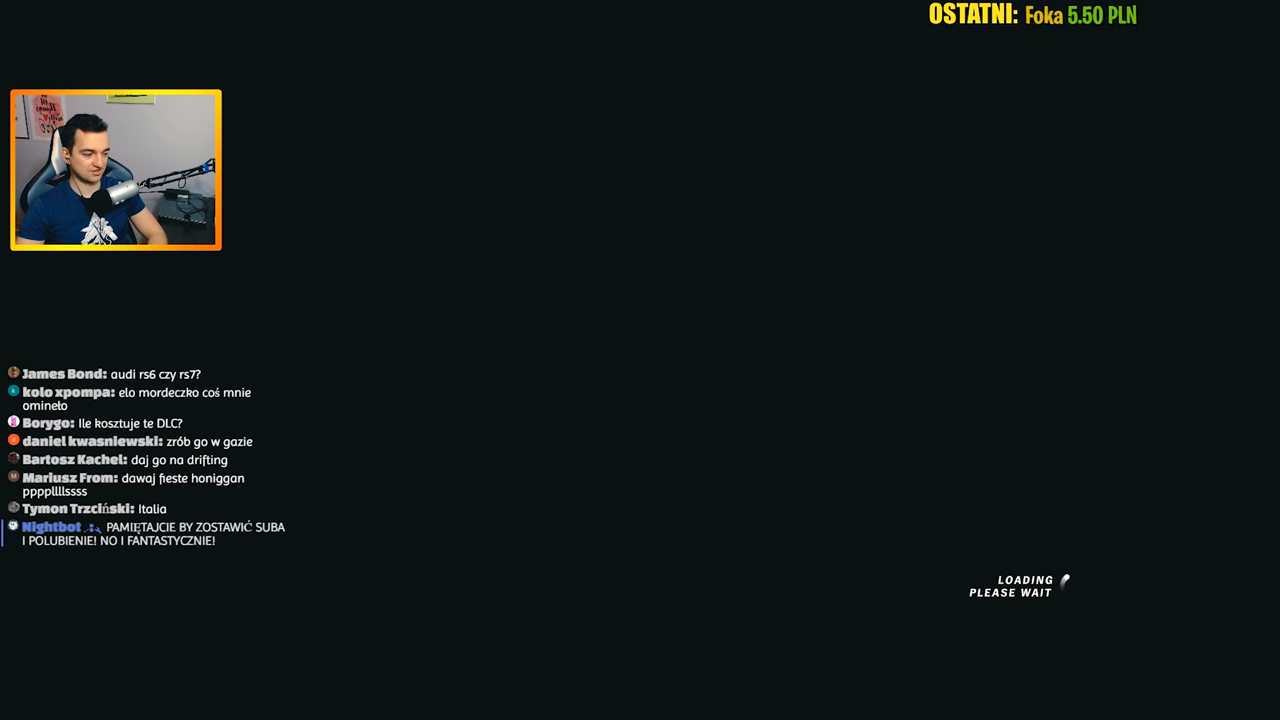 OSTATNI: Foka 5.50 PLN
James Bond: audi rs6 czy rs7?
kolo xpompa: elo mordeczko coś mnie
omineło
Borygo: Ile kosztuje te DLC?
daniel kwasniewski: zrób go w gazie
Bartosz Kachel: daj go na drifting
Mariusz From: dawaj fieste honiggan
ppppllllssss
Tymon Trzciński: Italia
Nightbot PAMIĘTAJCIE BY ZOSTAWIĆ SUBA
I POLUBIENIE! NO I FANTASTYCZNIE!
LOADING
PLEASE WAIT